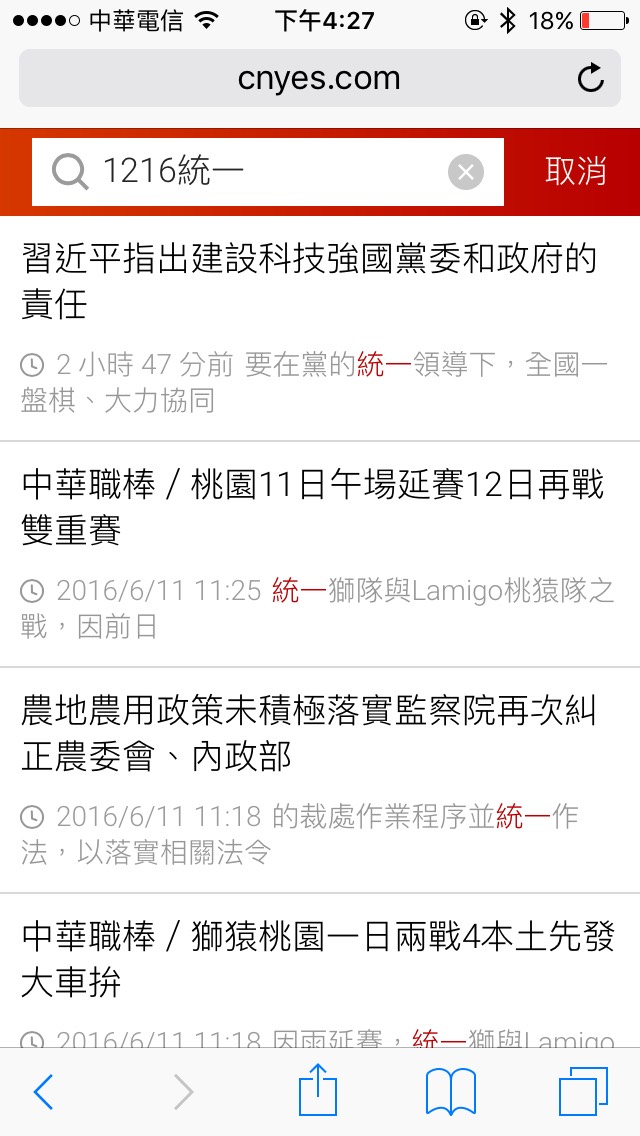 中華電信 下午4:27 18%
cnyes.com
1216統一 取消
習近平指出建設科技強國黨委和政府的
責任
2 小時 47 分前 要在黨的統一領導下，全國一
盤棋、大力協同
中華職棒／桃園11日午場延賽12日再戰
雙重賽
2016/6/11 11:25 統一獅隊與Lamigo桃猿隊之
戰，因前日
農地農用政策未積極落實監察院再次糾
正農委會、內政部
2016/6/11 11:18 的裁處作業程序並統一作
法，以落實相關法令
中華職棒／獅猿桃園一日兩戰4本土先發
大車拚
2016/6/11 11:18 因雨延賽，統一獅與Lamigo